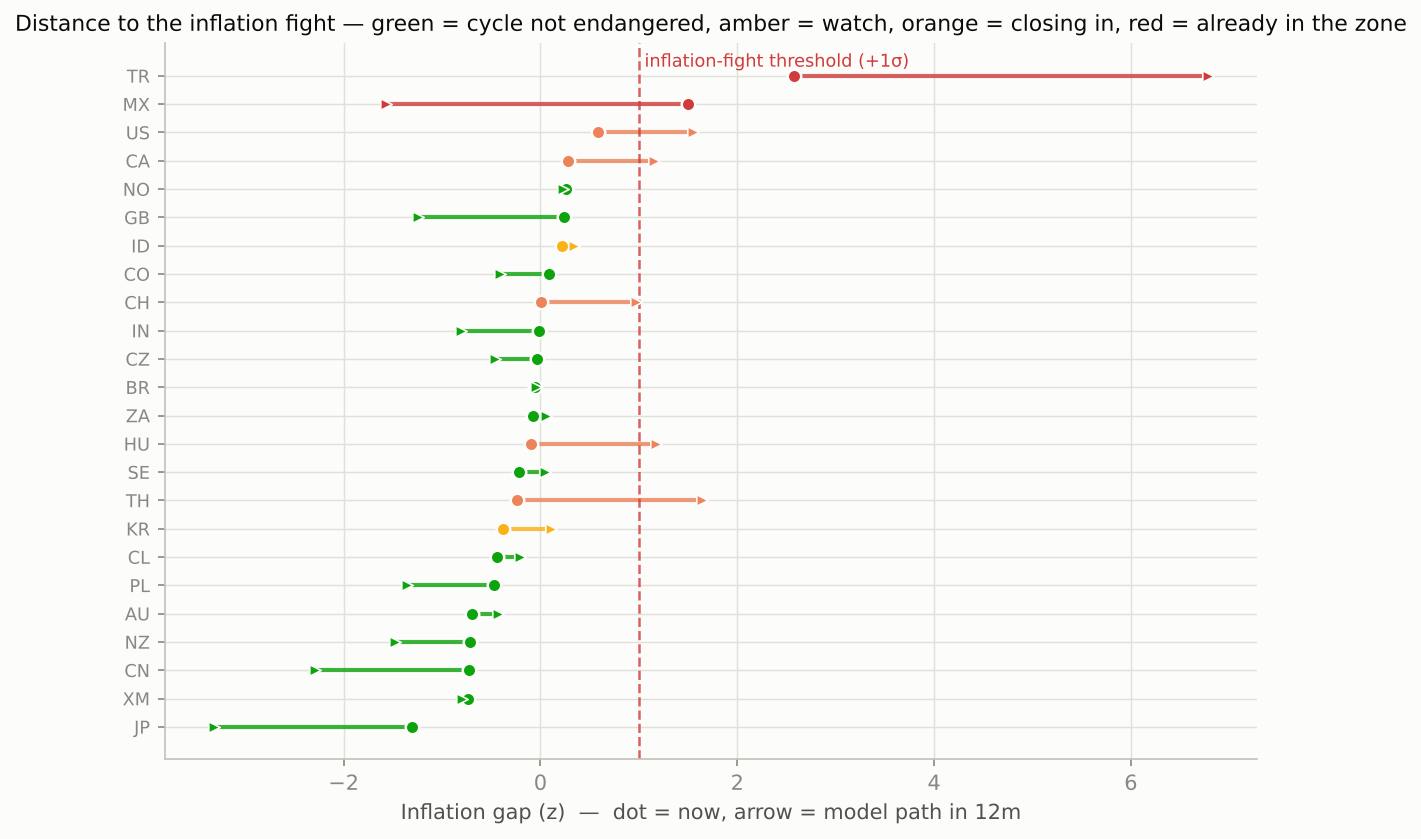 Distance to the inflation fight — green = cycle not endangered, amber = watch, orange = closing in, red = already in the zone
inflation-fight threshold (+1σ)
TR
MX
US
CA
NO
GB
ID
CO
CH
IN
CZ
BR
ZA
HU
SE
TH
KR
CL
PL
AU
NZ
CN
XM
JP
−2 0 2 4 6
Inflation gap (z) — dot = now, arrow = model path in 12m